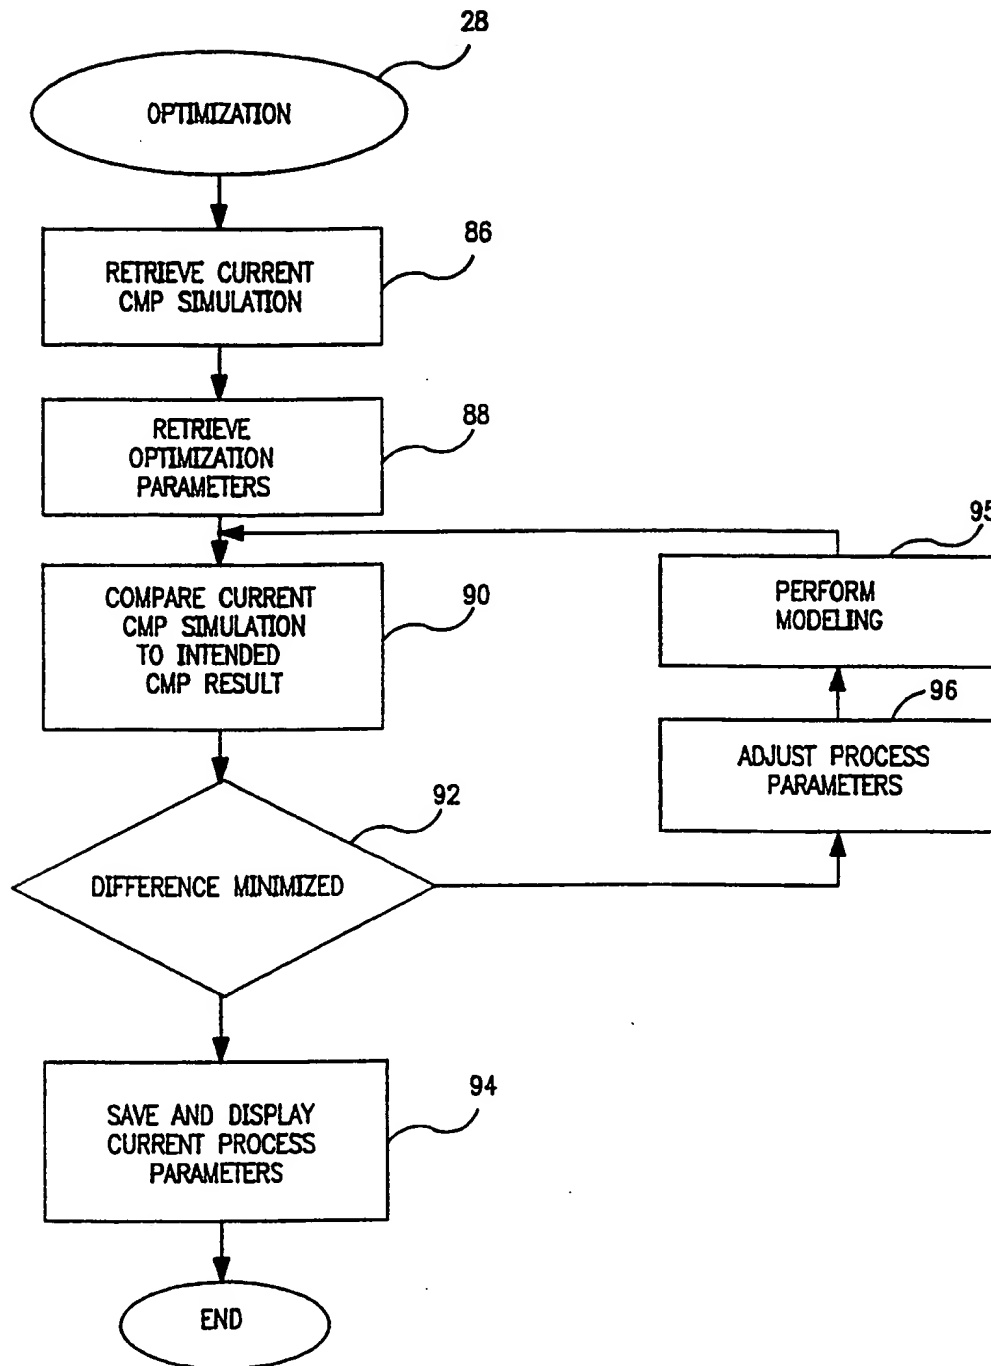 28
OPTIMIZATION
86
RETRIEVE CURRENT
CMP SIMULATION
88
RETRIEVE
OPTIMIZATION
PARAMETERS
95
PERFORM
MODELING
90
COMPARE CURRENT
CMP SIMULATION
TO INTENDED
CMP RESULT
96
ADJUST PROCESS
PARAMETERS
92
DIFFERENCE MINIMIZED
94
SAVE AND DISPLAY
CURRENT PROCESS
PARAMETERS
END